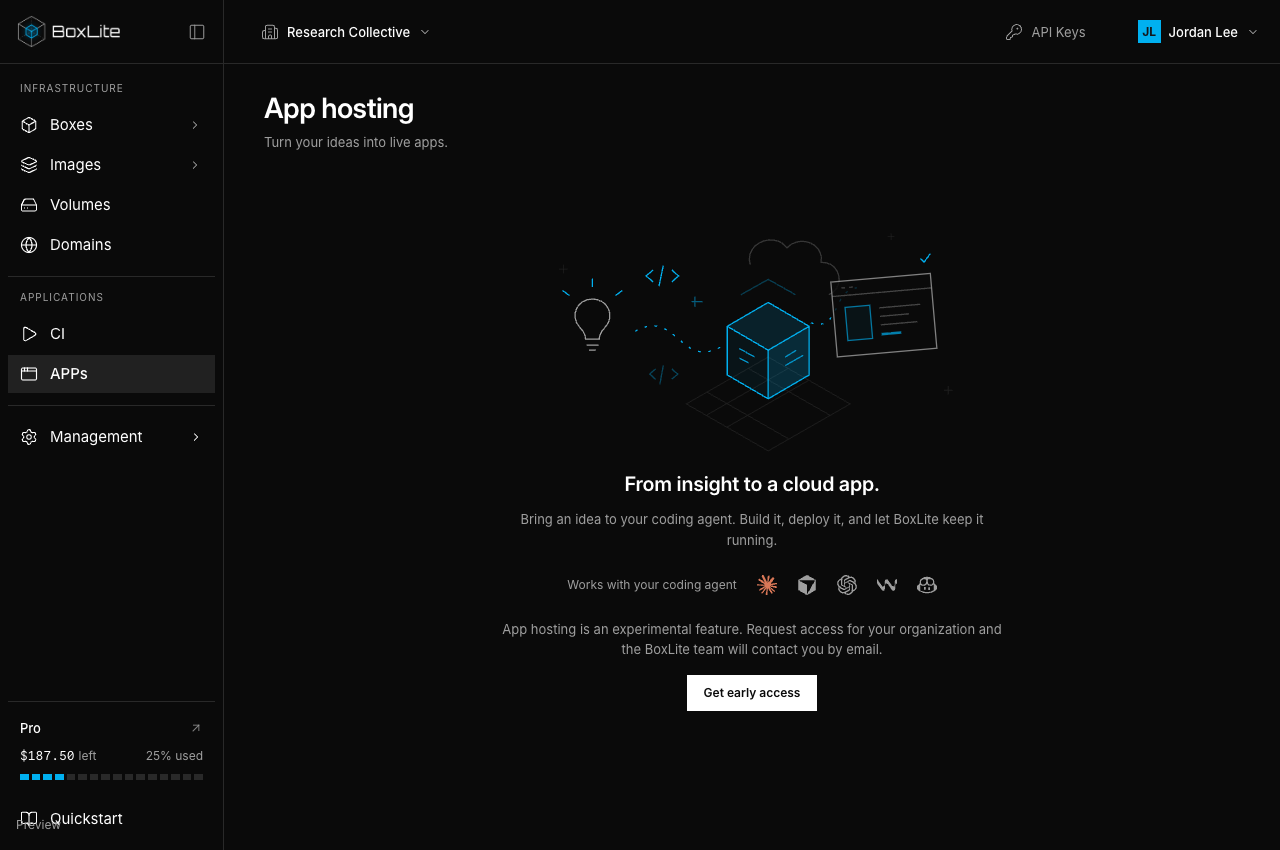 BoxLite
Research Collective
API Keys
JL
Jordan Lee
INFRASTRUCTURE
Boxes
Images
Volumes
Domains
APPLICATIONS
CI
APPs
Management
Pro
$187.50 left
25% used
Quickstart
Preview
App hosting
Turn your ideas into live apps.
</>
</>
From insight to a cloud app.
Bring an idea to your coding agent. Build it, deploy it, and let BoxLite keep it
running.
Works with your coding agent
App hosting is an experimental feature. Request access for your organization and
the BoxLite team will contact you by email.
Get early access